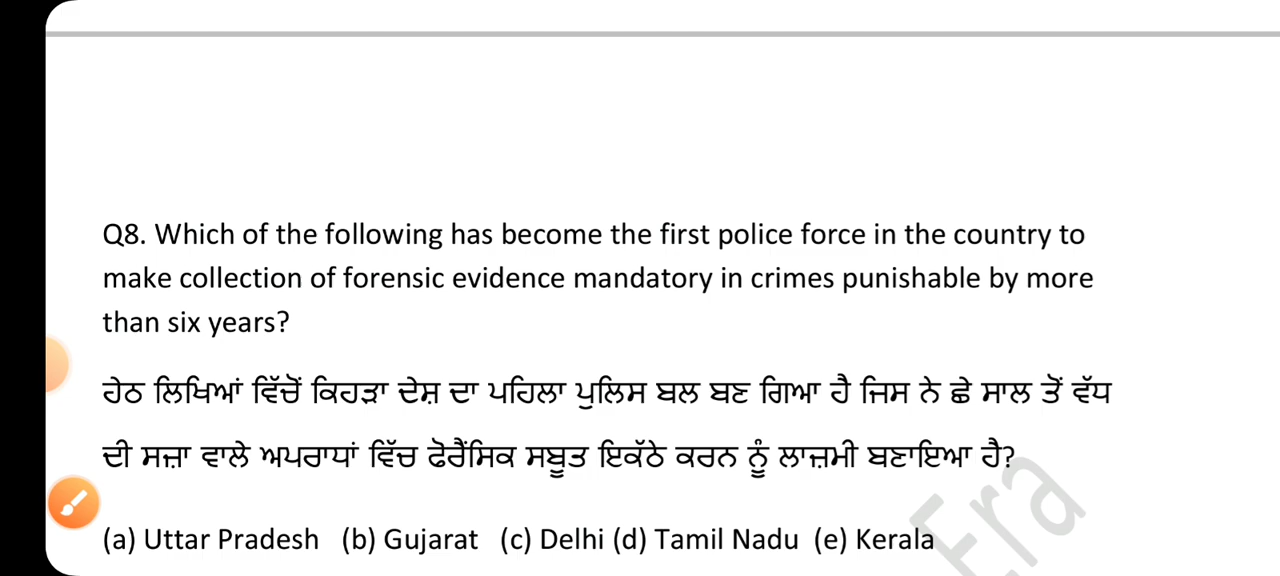 Q8. Which of the following has become the first police force in the country to
make collection of forensic evidence mandatory in crimes punishable by more
than six years?
ਹੇਠ ਲਿਖਿਆਂ ਵਿੱਚੋਂ ਕਿਹੜਾ ਦੇਸ਼ ਦਾ ਪਹਿਲਾ ਪੁਲਿਸ ਬਲ ਬਣ ਗਿਆ ਹੈ ਜਿਸ ਨੇ ਛੇ ਸਾਲ ਤੋਂ ਵੱਧ
ਦੀ ਸਜ਼ਾ ਵਾਲੇ ਅਪਰਾਧਾਂ ਵਿੱਚ ਫੋਰੈਂਸਿਕ ਸਬੂਤ ਇਕੱਠੇ ਕਰਨ ਨੂੰ ਲਾਜ਼ਮੀ ਬਣਾਇਆ ਹੈ?
(a) Uttar Pradesh (b) Gujarat (c) Delhi (d) Tamil Nadu (e) Kerala
Era